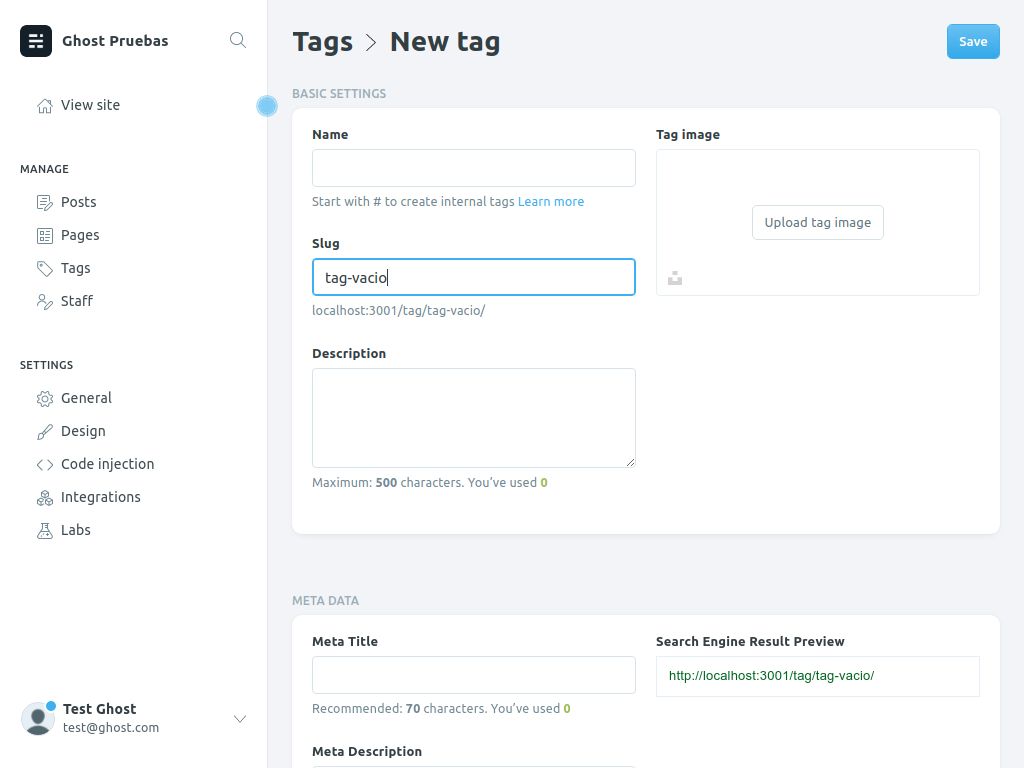 Ghost Pruebas
View site
MANAGE
Posts
Pages
Tags
Staff
SETTINGS
General
Design
Code injection
Integrations
Labs
Test Ghost
test@ghost.com
Tags > New tag
Save
BASIC SETTINGS
Name
Start with # to create internal tags Learn more
Slug
tag-vacio
localhost:3001/tag/tag-vacio/
Description
Maximum: 500 characters. You've used 0
Tag image
Upload tag image
META DATA
Meta Title
Recommended: 70 characters. You've used 0
Meta Description
Search Engine Result Preview
http://localhost:3001/tag/tag-vacio/